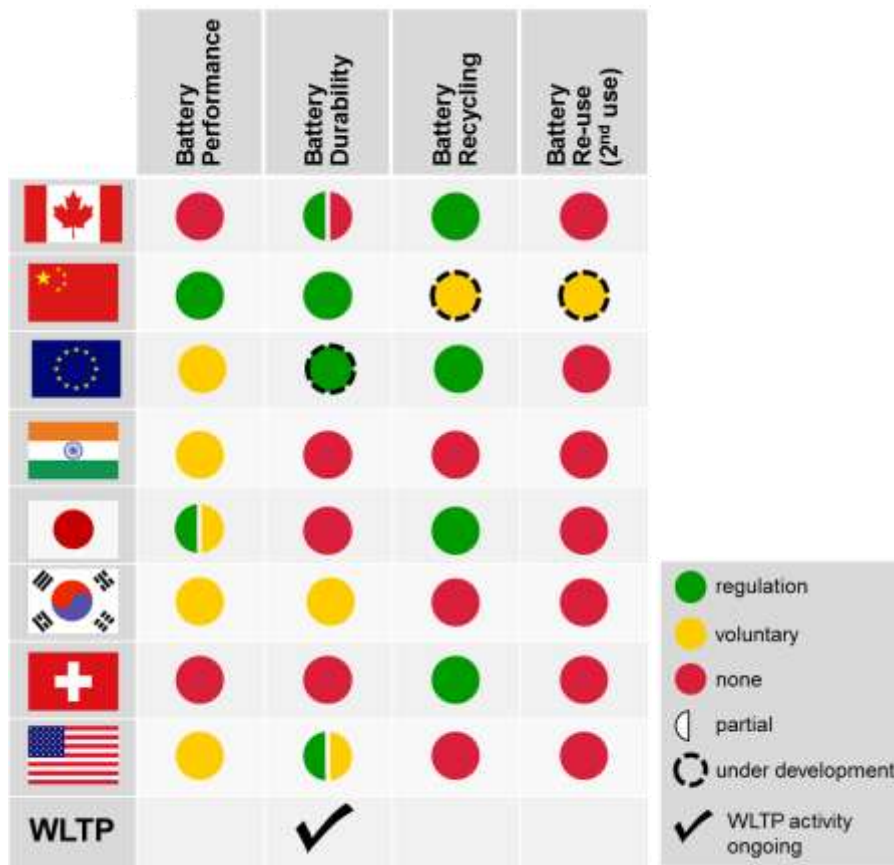 Battery
Performance
Battery
Durability
Battery
Recycling
Battery
Re-use
(2nd use)
WLTP
regulation
voluntary
none
partial
under development
WLTP activity
ongoing